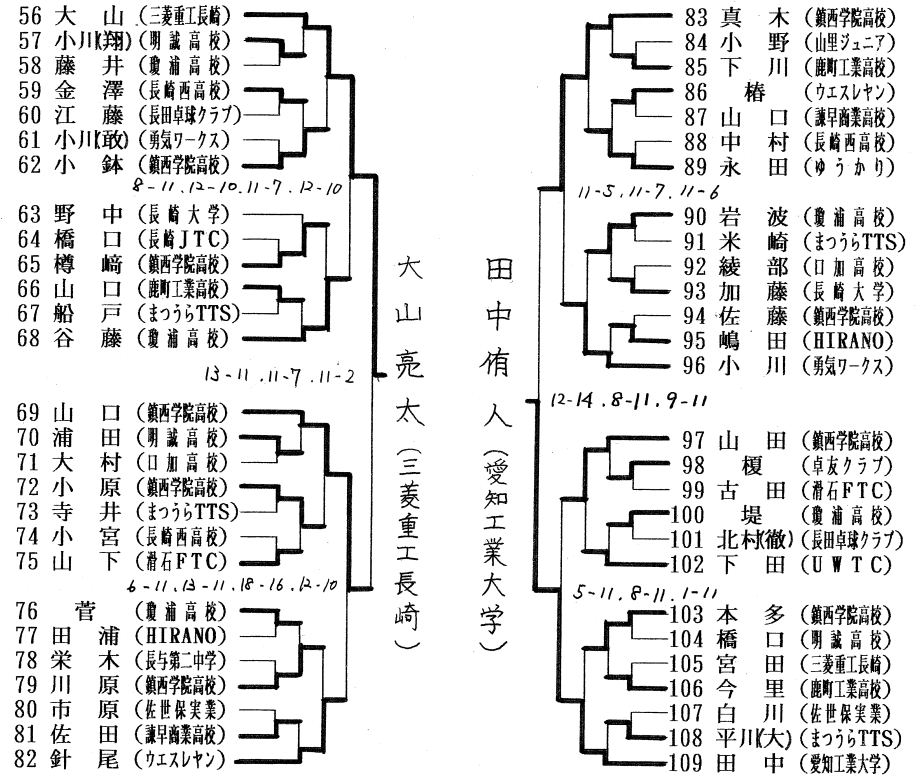 56 大山 (三菱重工長崎)
57 小川(翔) (明誠高校)
58 藤井 (瓊浦高校)
59 金澤 (長崎西高校)
60 江藤 (長田卓球クラブ)
61 小川(敢) (勇気ワークス)
62 小鉢 (鎮西学院高校)
8-11.12-10.11-7.12-10
63 野中 (長崎大学)
64 橋口 (長崎JTC)
65 樽﨑 (鎮西学院高校)
66 山口 (鹿町工業高校)
67 船戸 (まつうらTTS)
68 谷藤 (瓊浦高校)
13-11.11-7.11-2
69 山口 (鎮西学院高校)
70 浦田 (明誠高校)
71 大村 (口加高校)
72 小原 (鎮西学院高校)
73 寺井 (まつうらTTS)
74 小宮 (長崎西高校)
75 山下 (滑石FTC)
6-11.13-11.18-16.12-10
76 菅 (瓊浦高校)
77 田浦 (HIRANO)
78 栄木 (長与第二中学)
79 川原 (鎮西学院高校)
80 市原 (佐世保実業)
81 佐田 (諫早商業高校)
82 針尾 (ウエスレヤン)
大山亮太(三菱重工長崎)
田中侑人(愛知工業大学)
83 真木 (鎮西学院高校)
84 小野 (山里ジュニア)
85 下川 (鹿町工業高校)
86 椿 (ウエスレヤン)
87 山口 (諫早商業高校)
88 中村 (長崎西高校)
89 永田 (ゆうかり)
11-5.11-7.11-6
90 岩波 (瓊浦高校)
91 米崎 (まつうらTTS)
92 綾部 (口加高校)
93 加藤 (長崎大学)
94 佐藤 (鎮西学院高校)
95 嶋田 (HIRANO)
96 小川 (勇気ワークス)
12-14.8-11.9-11
97 山田 (鎮西学院高校)
98 榎 (卓友クラブ)
99 古田 (滑石FTC)
100 堤 (瓊浦高校)
101 北村(徹) (長田卓球クラブ)
102 下田 (UWTC)
5-11.8-11.1-11
103 本多 (鎮西学院高校)
104 橋口 (明誠高校)
105 宮田 (三菱重工長崎)
106 今里 (鹿町工業高校)
107 白川 (佐世保実業)
108 平川(大) (まつうらTTS)
109 田中 (愛知工業大学)